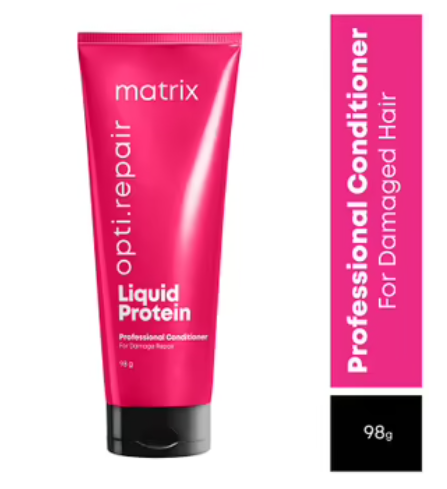 matrix
opti.repair
Liquid
Protein
Professional Conditioner
For Damage Repair
98 g
Professional Conditioner
For Damaged Hair
98g